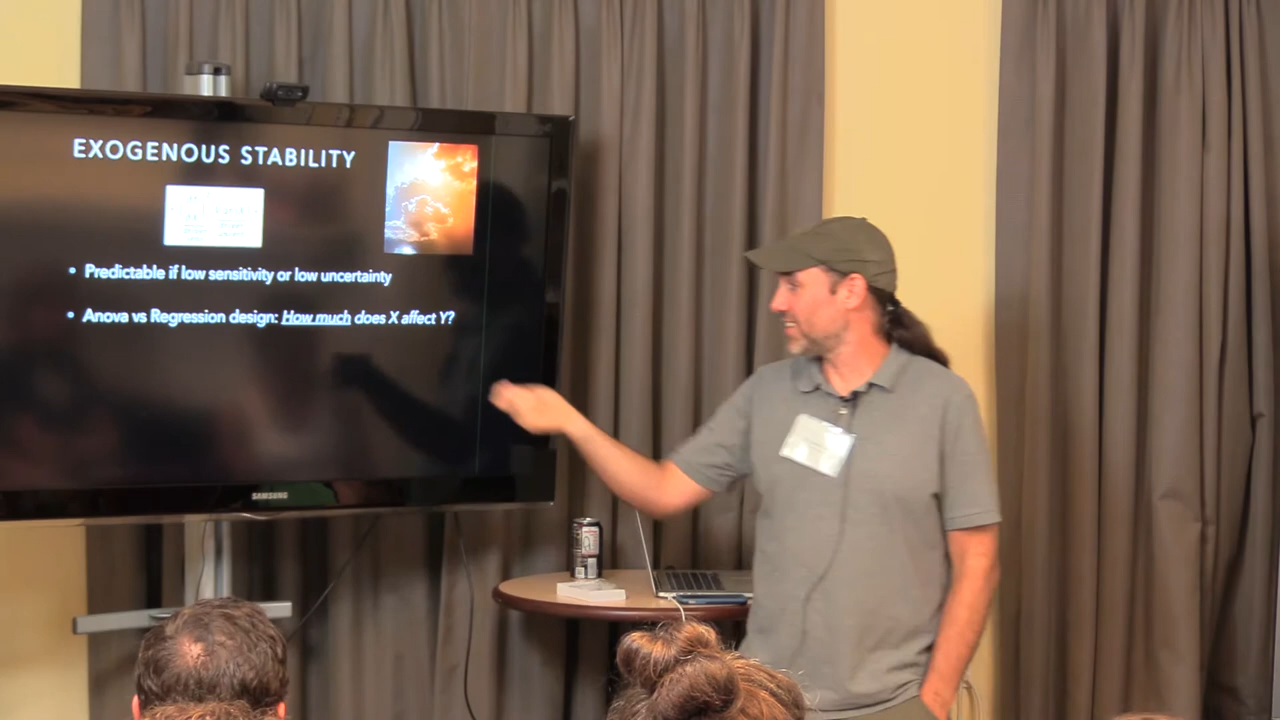 EXOGENOUS STABILITY
• Predictable if low sensitivity or low uncertainty
• Anova vs Regression design: How much does X affect Y?
SAMSUNG